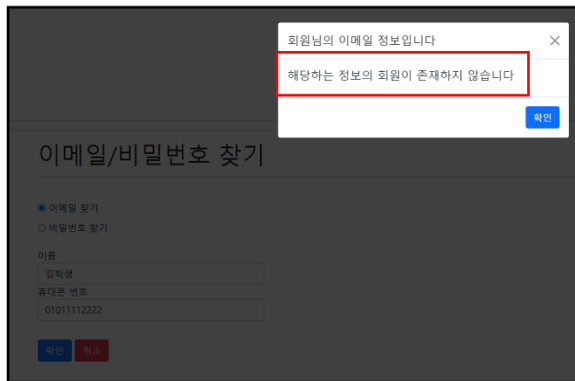 회원님의 이메일 정보입니다
해당하는 정보의 회원이 존재하지 않습니다
확인
이메일/비밀번호 찾기
이메일 찾기
비밀번호 찾기
이름
김학생
휴대폰 번호
01011112222
확인 취소